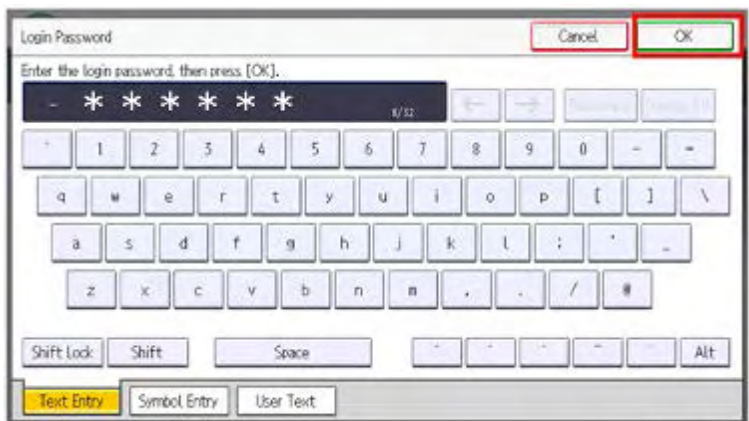 Login Password Cancel OK
Enter the login password, then press [OK].
- ******
1 2 3 4 5 6 7 8 9 0 -
q w e r t y u i o p [ ] \
a s d f g h j k l ; _
z x c v b n m , . / @
Shift Lock Shift Space Alt
Text Entry Symbol Entry User Text